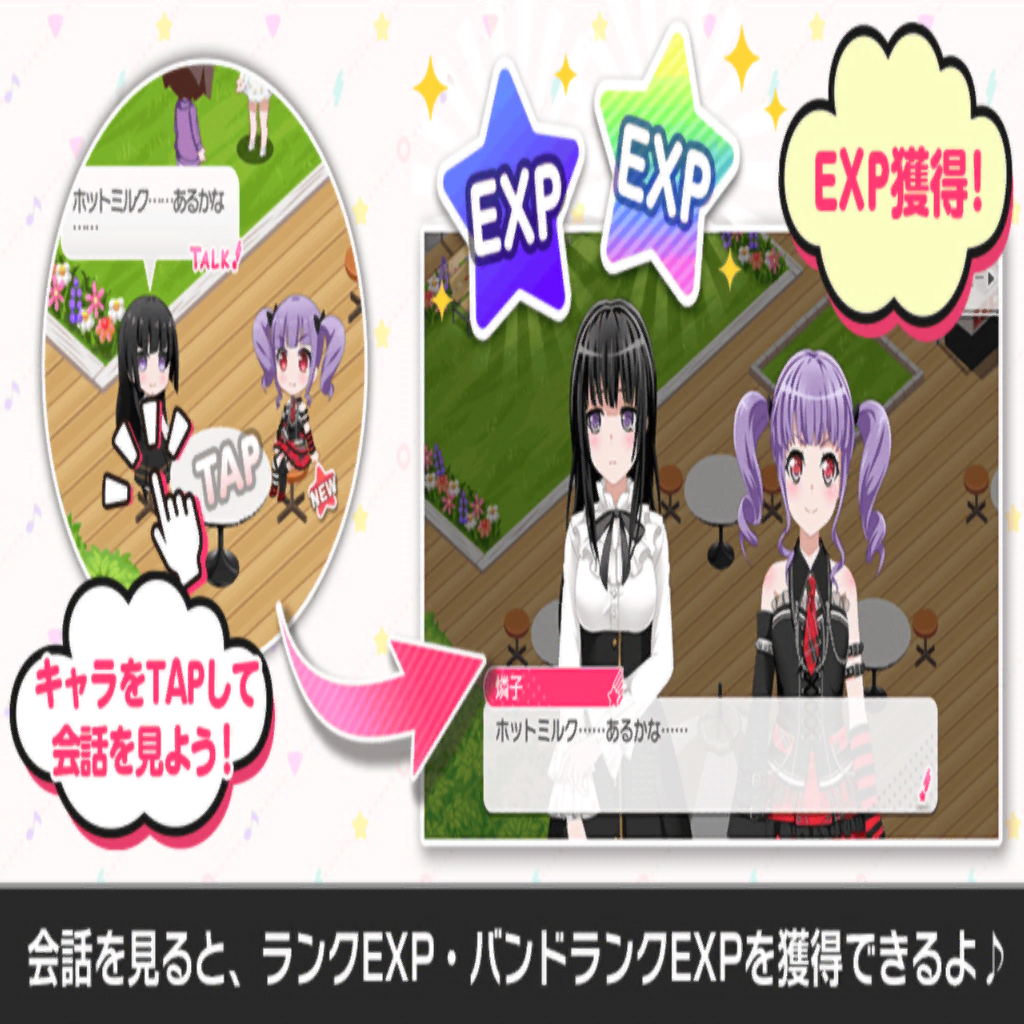 ホットミルク……あるかな
……
TALK♪
TAP
NEW
キャラをTAPして
会話を見よう!
EXP
EXP
EXP獲得!
燐子
ホットミルク……あるかな……
会話を見ると、ランクEXP・バンドランクEXPを獲得できるよ♪